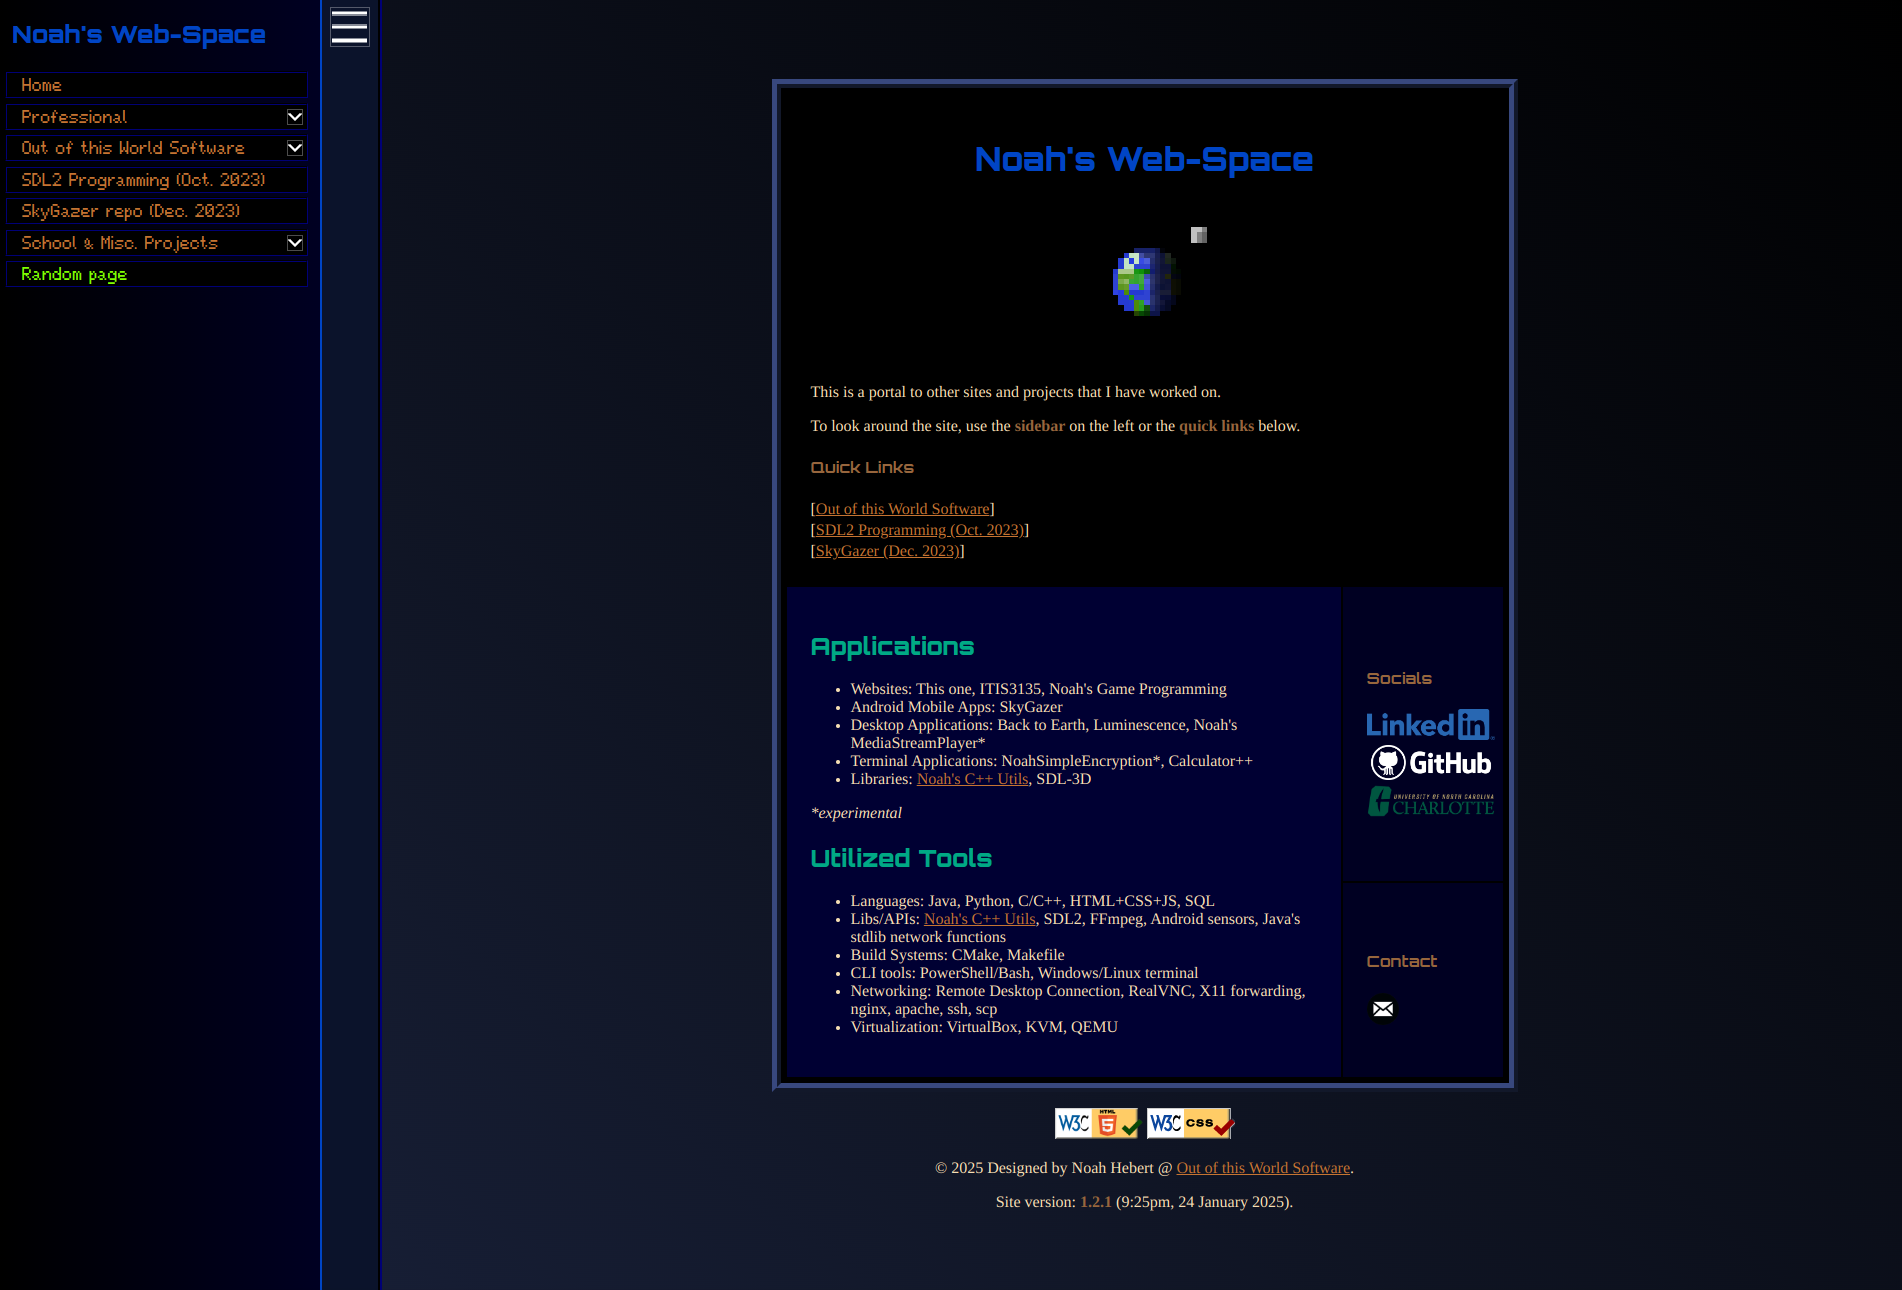 Noah's Web-Space
Home
Professional
Out of this World Software
SDL2 Programming (Oct. 2023)
SkyGazer repo (Dec. 2023)
School & Misc. Projects
Random page
Noah's Web-Space
This is a portal to other sites and projects that I have worked on.
To look around the site, use the sidebar on the left or the quick links below.
Quick Links
[Out of this World Software]
[SDL2 Programming (Oct. 2023)]
[SkyGazer (Dec. 2023)]
Applications
• Websites: This one, ITIS3135, Noah's Game Programming
• Android Mobile Apps: SkyGazer
• Desktop Applications: Back to Earth, Luminescence, Noah's
MediaStreamPlayer*
• Terminal Applications: NoahSimpleEncryption*, Calculator++
• Libraries: Noah's C++ Utils, SDL-3D
*experimental
Utilized Tools
• Languages: Java, Python, C/C++, HTML+CSS+JS, SQL
• Libs/APIs: Noah's C++ Utils, SDL2, FFmpeg, Android sensors, Java's
stdlib network functions
• Build Systems: CMake, Makefile
• CLI tools: PowerShell/Bash, Windows/Linux terminal
• Networking: Remote Desktop Connection, RealVNC, X11 forwarding,
nginx, apache, ssh, scp
• Virtualization: VirtualBox, KVM, QEMU
Socials
Linked in
GitHub
UNIVERSITY OF NORTH CAROLINA
CHARLOTTE
Contact
W3C HTML 5
W3C css
© 2025 Designed by Noah Hebert @ Out of this World Software.
Site version: 1.2.1 (9:25pm, 24 January 2025).